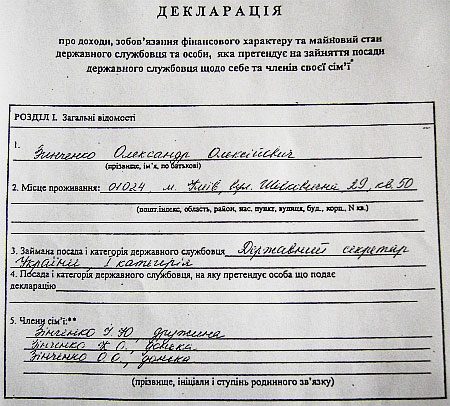 ДЕКЛАРАЦІЯ
про доходи, зобов'язання фінансового характеру та майновий стан
державного службовця та особи, яка претендує на зайняття посади
державного службовця щодо себе та членів своєї сім'ї*
РОЗДІЛ І. Загальні відомості
1. Зінченко Олександр Олексійович
(прізвище, ім'я, по батькові)
2. Місце проживання: 01024 м. Київ, вул. Шовковична 29, кв. 50
(пошт.індекс, область, район, нас. пункт, вулиця, буд., корп., N кв.)
3. Займана посада і категорія державного службовця Державний секретар
України, І категорія
4. Посада і категорія державного службовця, на яку претендує особа що подає
декларацію
5. Члени сім'ї:**
Зінченко І. Ю., дружина
Зінченко О., донька
Зінченко О.О., донька
(прізвище, ініціали і ступінь родинного зв'язку)